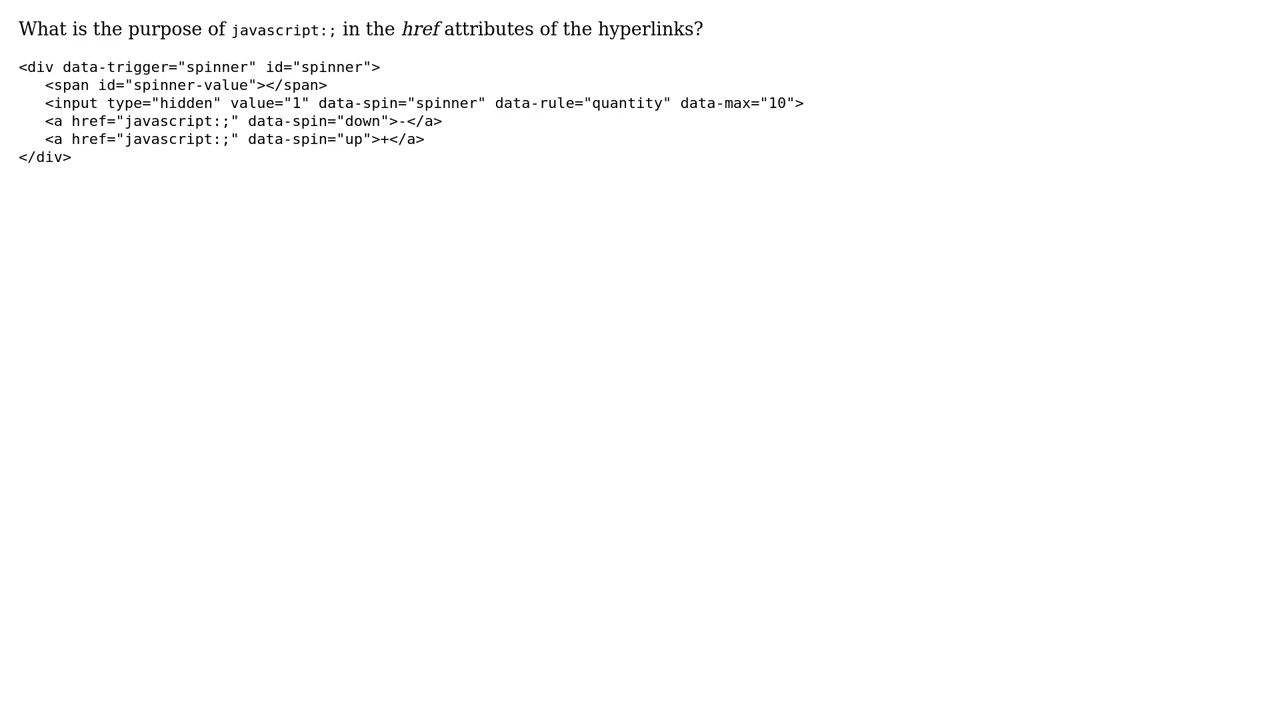 What is the purpose of javascript:; in the href attributes of the hyperlinks?
<div data-trigger="spinner" id="spinner">
   <span id="spinner-value"></span>
   <input type="hidden" value="1" data-spin="spinner" data-rule="quantity" data-max="10">
   <a href="javascript:;" data-spin="down">-</a>
   <a href="javascript:;" data-spin="up">+</a>
</div>